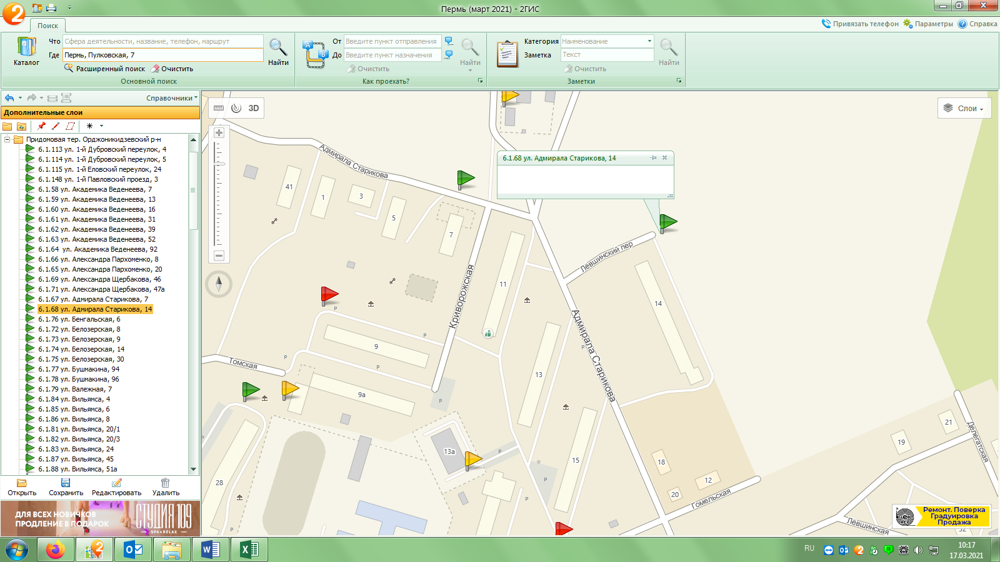 Пермь (март 2021) - 2ГИС
Поиск
Привязать телефон
Параметры
Справка
Каталог
Что
Сфера деятельности, название, телефон, маршрут
Где
Пермь, Пулковская, 7
Расширенный поиск
Очистить
Найти
Основной поиск
От
Введите пункт отправления
До
Введите пункт назначения
Очистить
Найти
Как проехать?
Категория
Наименование
Заметка
Текст
Очистить
Найти
Заметки
Справочники
Дополнительные слои
Придомовая тер. Орджоникидзевский р-н
6.1.113 ул. 1-й Дубровский переулок, 4
6.1.114 ул. 1-й Дубровский переулок, 5
6.1.115 ул. 1-й Еловский переулок, 24
6.1.148 ул. 1-й Павловский проезд, 3
6.1.58 ул. Академика Веденеева, 7
6.1.59 ул. Академика Веденеева, 13
6.1.60 ул. Академика Веденеева, 16
6.1.61 ул. Академика Веденеева, 31
6.1.62 ул. Академика Веденеева, 39
6.1.63 ул. Академика Веденеева, 52
6.1.64 ул. Академика Веденеева, 92
6.1.66 ул. Александра Пархоменко, 8
6.1.65 ул. Александра Пархоменко, 20
6.1.69 ул. Александра Щербакова, 46
6.1.71 ул. Александра Щербакова, 47а
6.1.67 ул. Адмирала Старикова, 7
6.1.68 ул. Адмирала Старикова, 14
6.1.76 ул. Бенгальская, 6
6.1.72 ул. Белозерская, 8
6.1.73 ул. Белозерская, 9
6.1.74 ул. Белозерская, 14
6.1.75 ул. Белозерская, 30
6.1.77 ул. Бушмакина, 94
6.1.78 ул. Бушмакина, 96
6.1.79 ул. Валежная, 7
6.1.84 ул. Вильямса, 4
6.1.85 ул. Вильямса, 6
6.1.86 ул. Вильямса, 8
6.1.81 ул. Вильямса, 20/1
6.1.82 ул. Вильямса, 20/3
6.1.83 ул. Вильямса, 24
6.1.87 ул. Вильямса, 45
6.1.88 ул. Вильямса, 51а
Открыть
Сохранить
Редактировать
Удалить
ДЛЯ ВСЕХ НОВИЧКОВ
ПРОДЛЕНИЕ В ПОДАРОК
СТУДИЯ 109
SPA & RELAX
3D
Слои
6.1.68 ул. Адмирала Старикова, 14
Адмирала Старикова
41
1
3
5
7
Лёвшинский пер
11
14
Криворожская
P
P
9
Томская
P
P
9а
P
13
Адмирала Старикова
P
13а
P
15
P
P
28
18
20
12
Гомельская
19
21
Делегатская
Лёвшинская
Ремонт. Поверка
Градуировка
Продажа
RU
10:17
17.03.2021